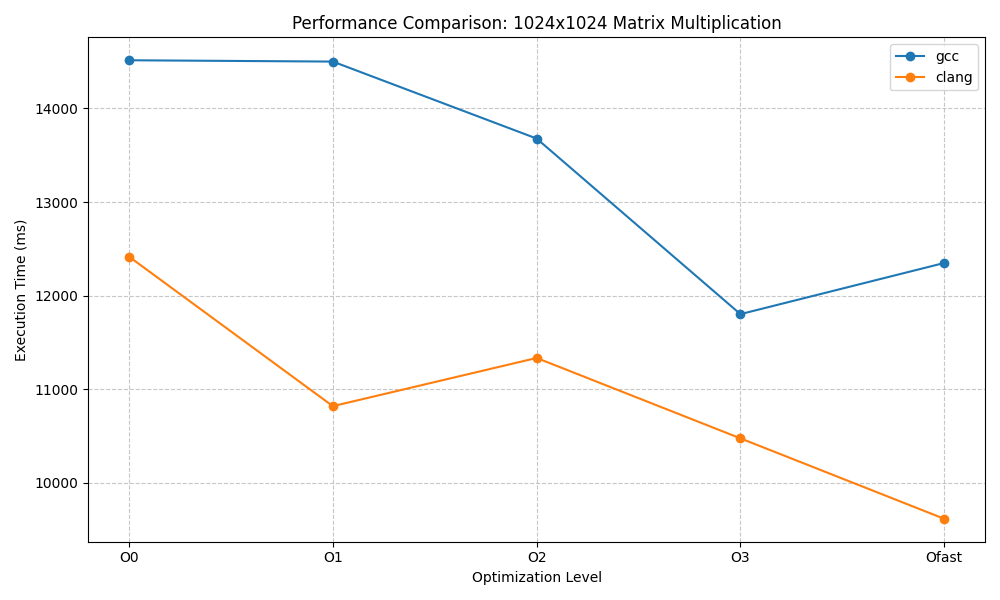 Performance Comparison: 1024x1024 Matrix Multiplication
gcc
clang
14000
13000
12000
11000
10000
Execution Time (ms)
O0 O1 O2 O3 Ofast
Optimization Level